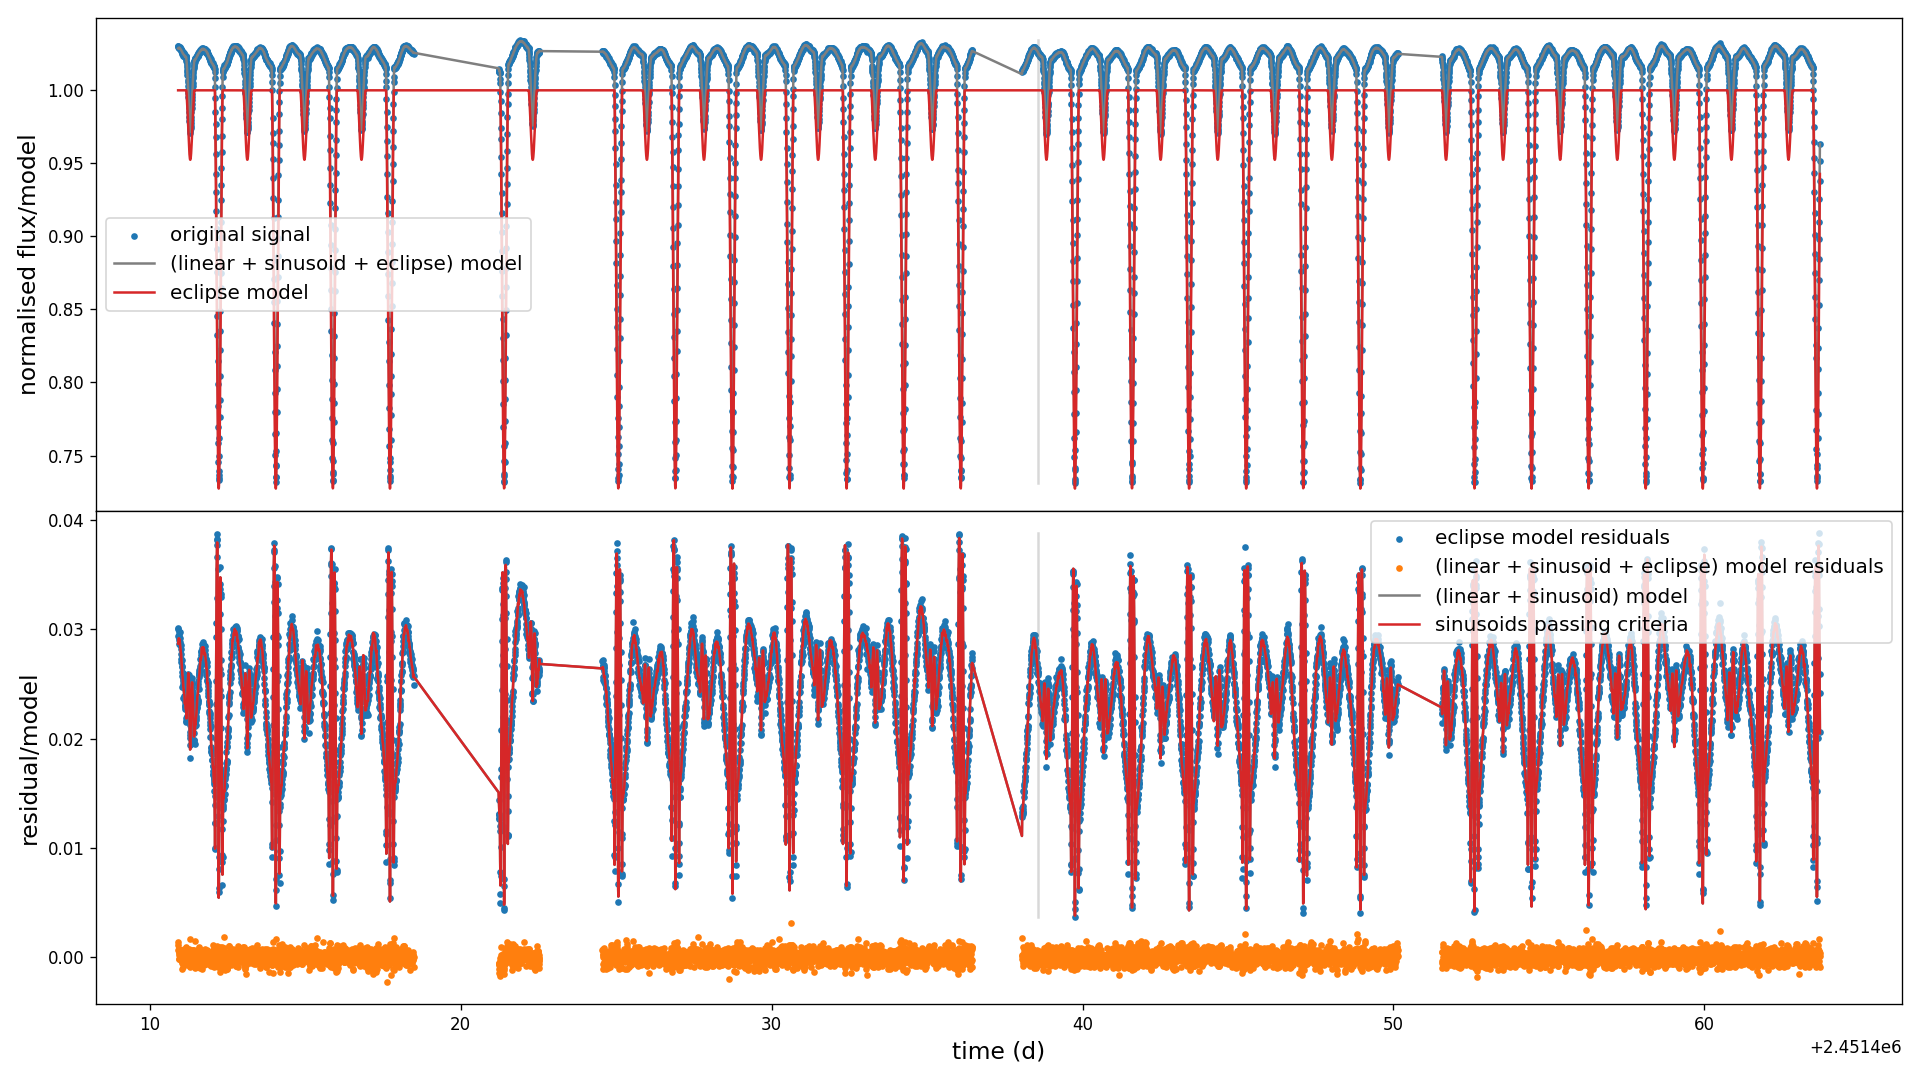 normalised flux/model
1.00
0.95
0.90
0.85
0.80
0.75
original signal
(linear + sinusoid + eclipse) model
eclipse model
residual/model
0.04
0.03
0.02
0.01
0.00
eclipse model residuals
(linear + sinusoid + eclipse) model residuals
(linear + sinusoid) model
sinusoids passing criteria
10 20 30 40 50 60
time (d)
+2.4514e6